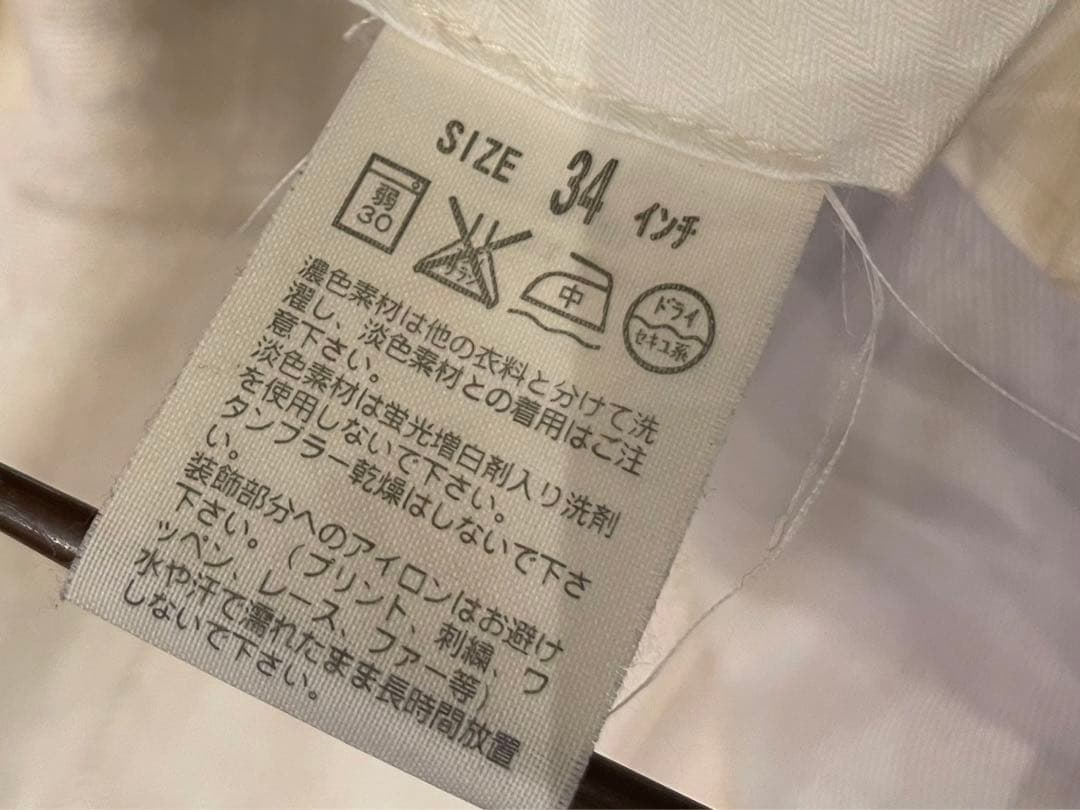 SIZE 34 インチ
弱 30
エンソ サラシ
中
ドライ セキユ系
濃色素材は他の衣料と分けて洗
濯し、淡色素材との着用はご注
意下さい。
淡色素材は蛍光増白剤入り洗剤
を使用しないで下さい。
タンブラー乾燥はしないで下さ
い。
装飾部分へのアイロンはお避け
下さい。(プリント、刺繍、ワ
ッペン、レース、ファー等)
水や汗で濡れたまま長時間放置
しないで下さい。